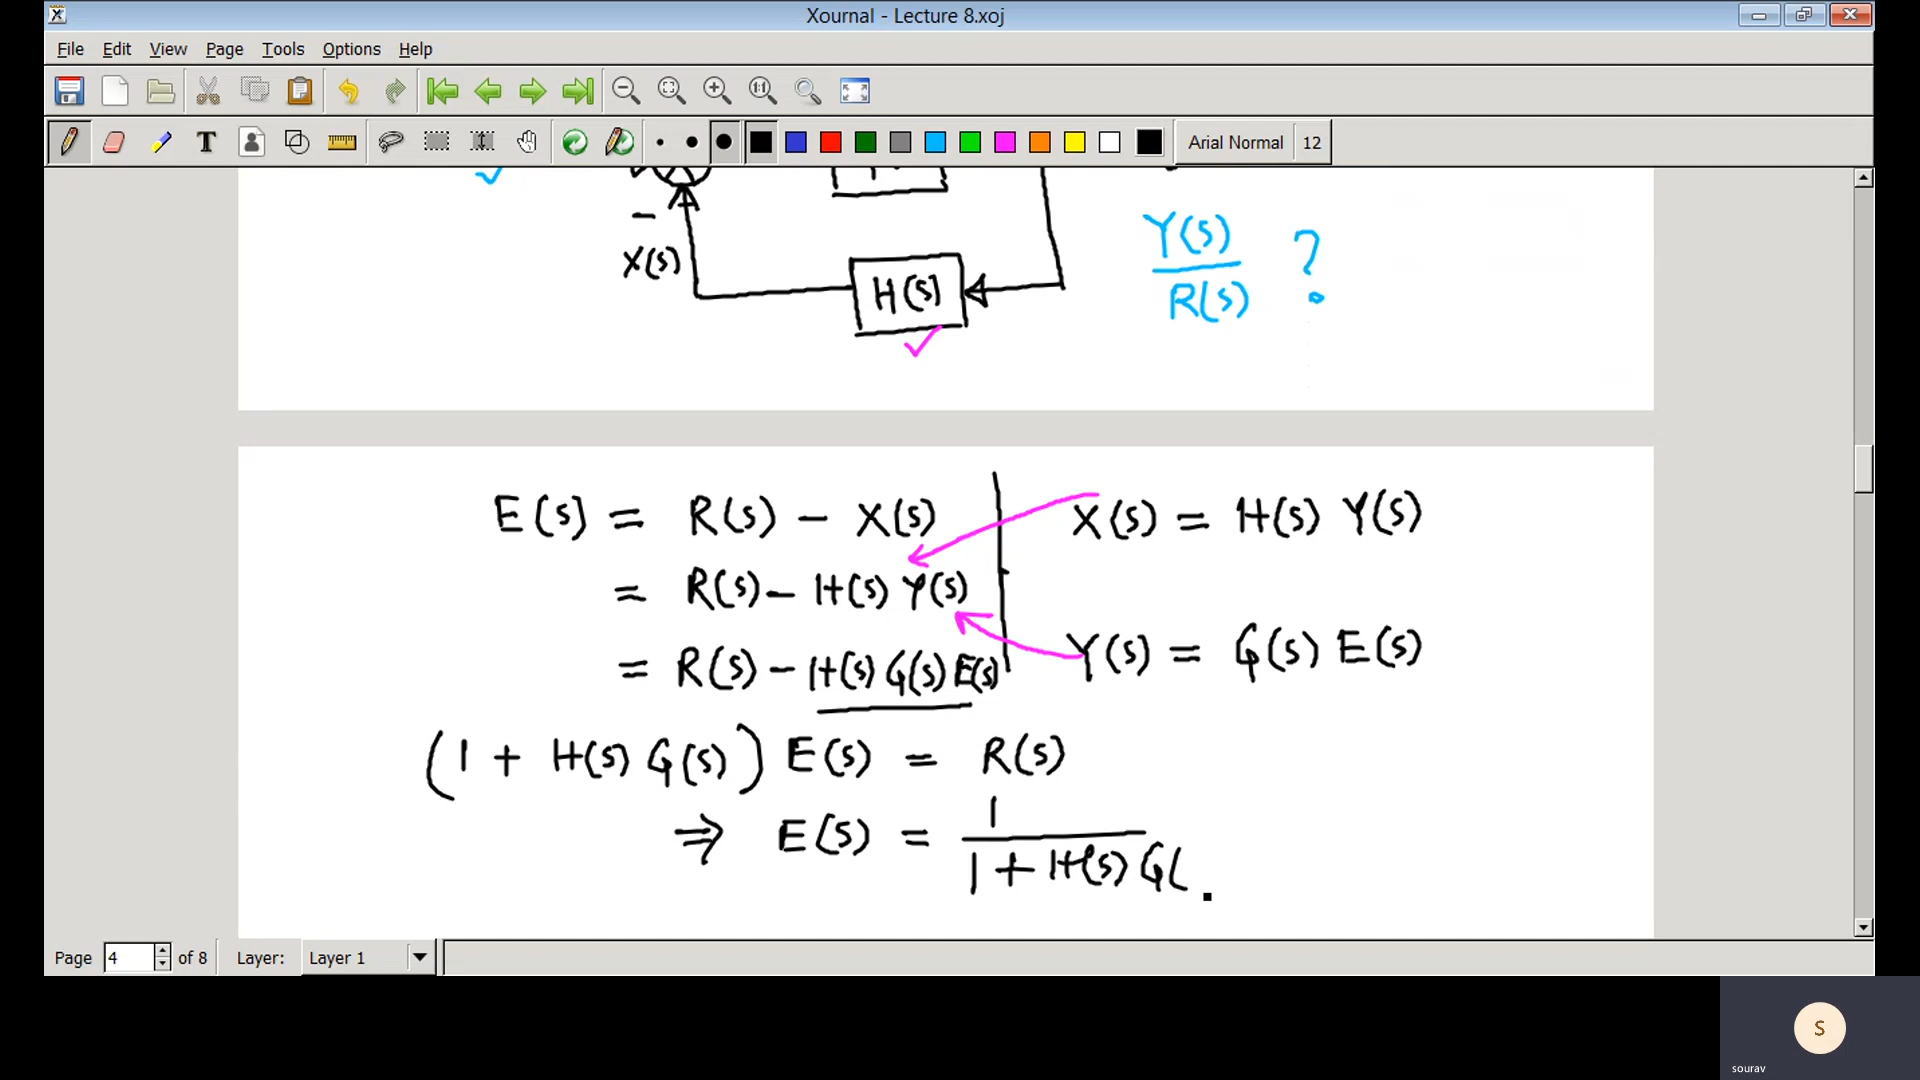 Xournal - Lecture 8.xoj
File Edit View Page Tools Options Help
Arial Normal 12
−
X(s)
H(s)
Y(s)
R(s)
?
E(s) = R(s) − X(s)
X(s) = H(s) Y(s)
= R(s) − H(s) Y(s)
Y(s) = G(s) E(s)
= R(s) − H(s) G(s) E(s)
(1 + H(s) G(s)) E(s) = R(s)
⇒ E(s) = 1
1 + H(s) G(
Page 4 of 8 Layer: Layer 1
S
sourav